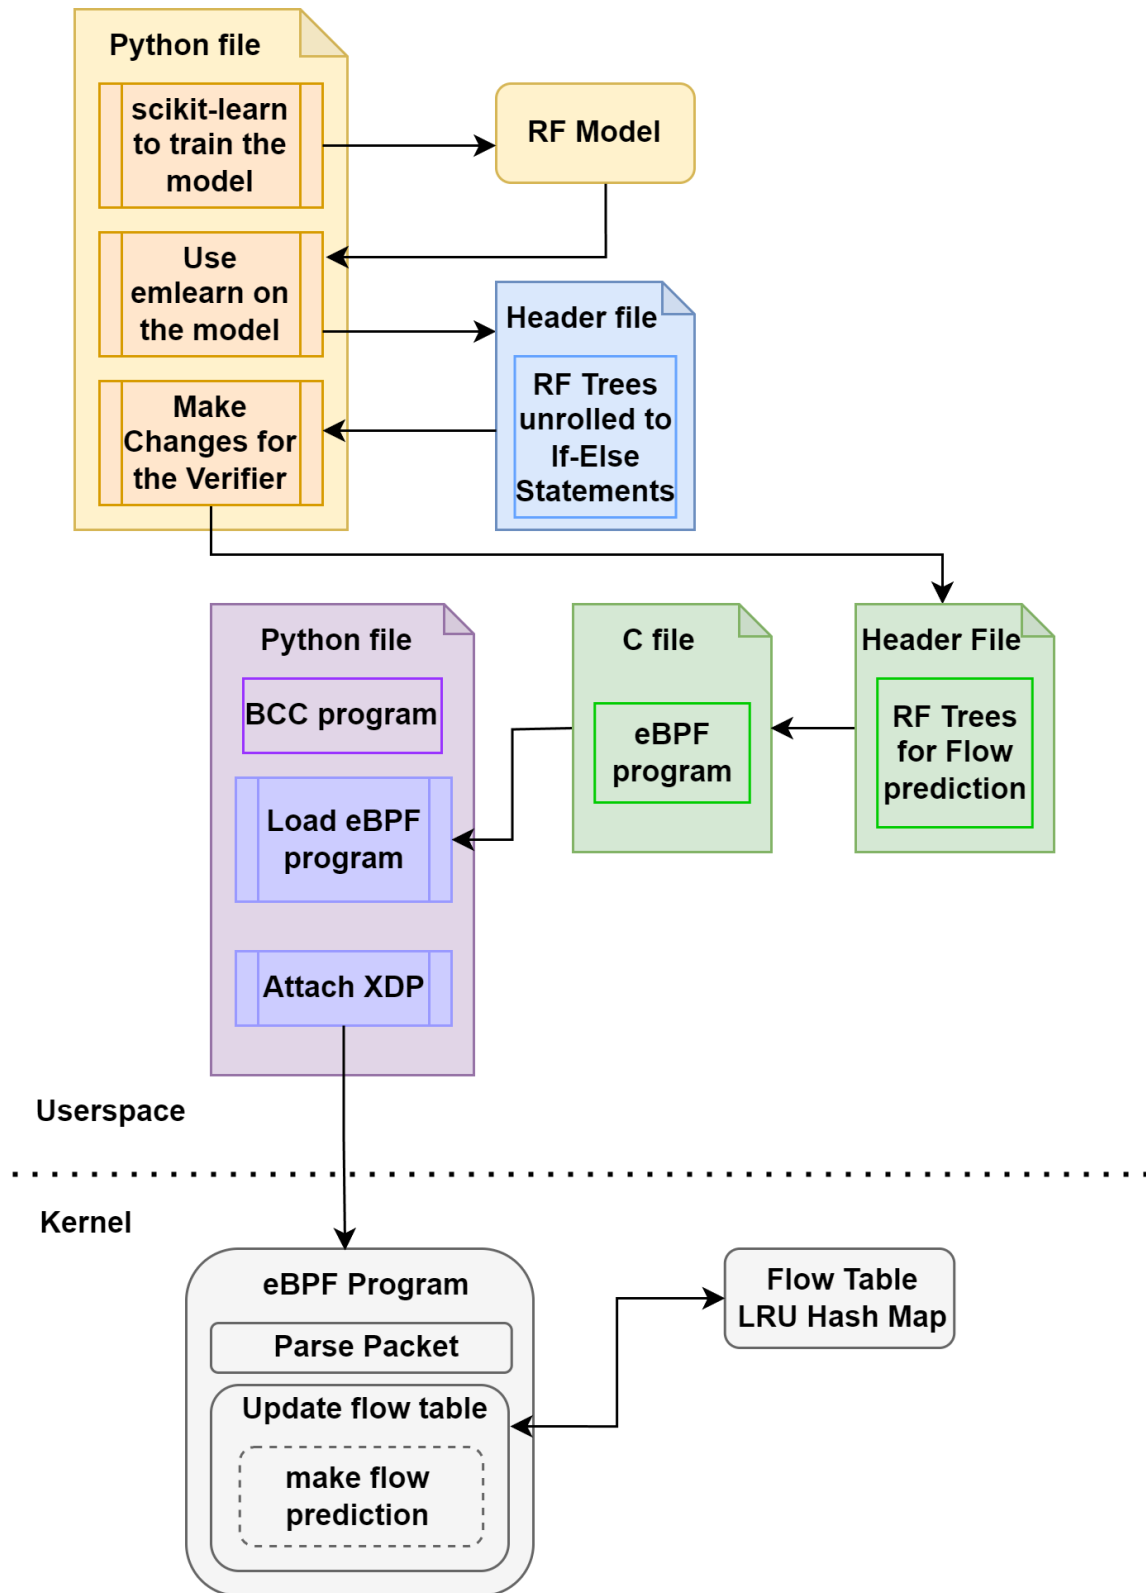 Python file
scikit-learn
to train the
model
RF Model
Use
emlearn on
the model
Header file
RF Trees
unrolled to
If-Else
Statements
Make
Changes for
the Verifier
Python file
BCC program
Load eBPF
program
Attach XDP
C file
eBPF
program
Header File
RF Trees
for Flow
prediction
Userspace
Kernel
eBPF Program
Parse Packet
Update flow table
make flow
prediction
Flow Table
LRU Hash Map